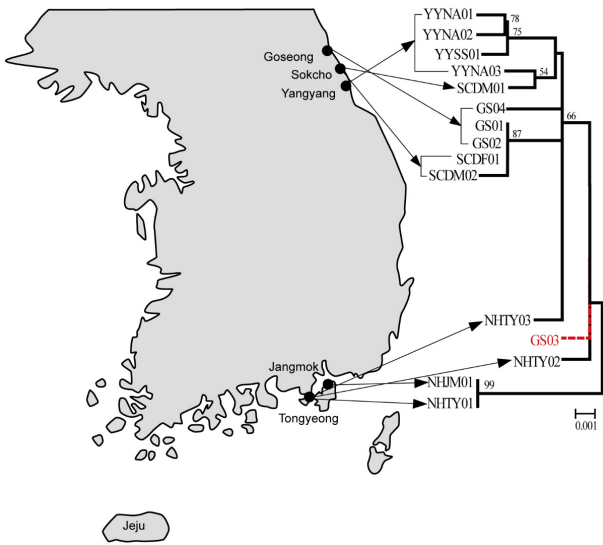 YYNA01
78
YYNA02
75
YYSS01
YYNA03
54
SCDM01
GS04
66
GS01
87
GS02
SCDF01
SCDM02
Goseong
Sokcho
Yangyang
NHTY03
GS03
NHTY02
Jangmok
NHJM01
99
NHTY01
Tongyeong
0.001
Jeju